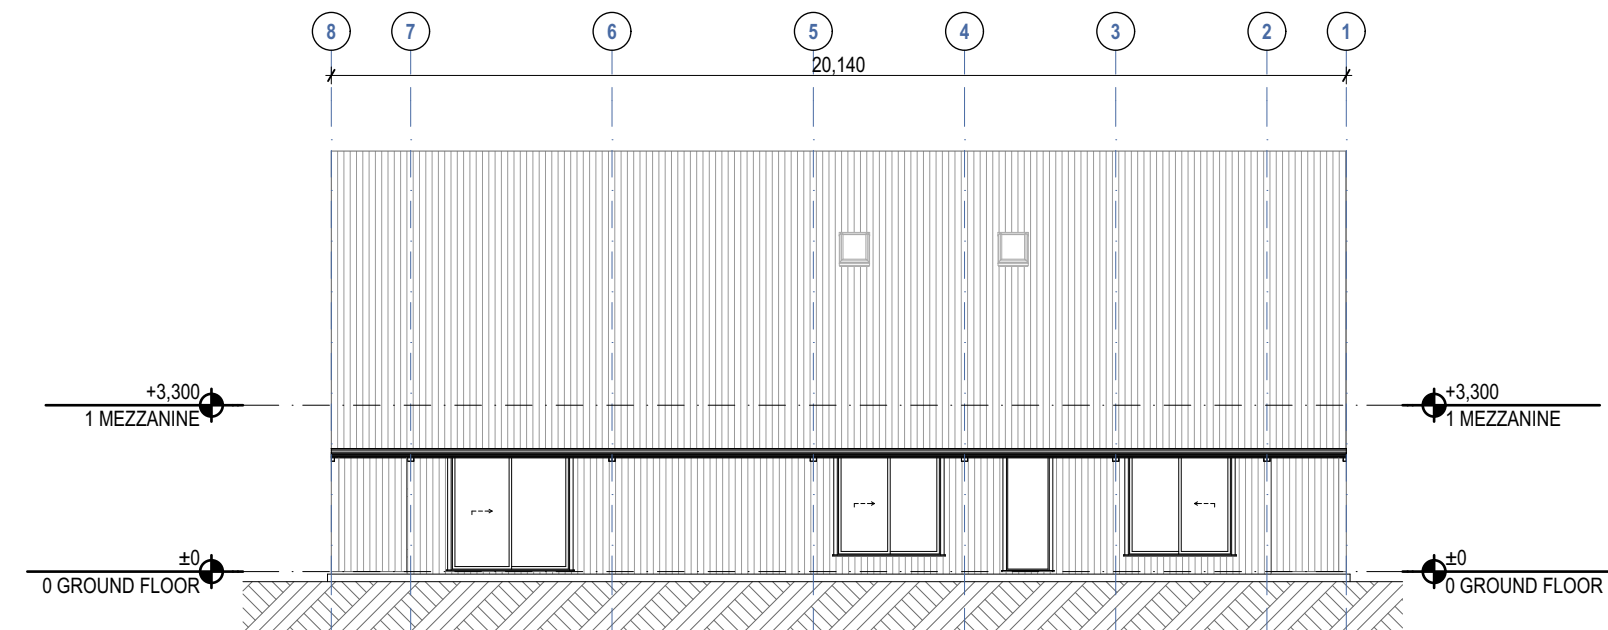 8 7 6 5 4 3 2 1
20,140
+3,300 +3,300
1 MEZZANINE 1 MEZZANINE
±0 ±0
0 GROUND FLOOR 0 GROUND FLOOR